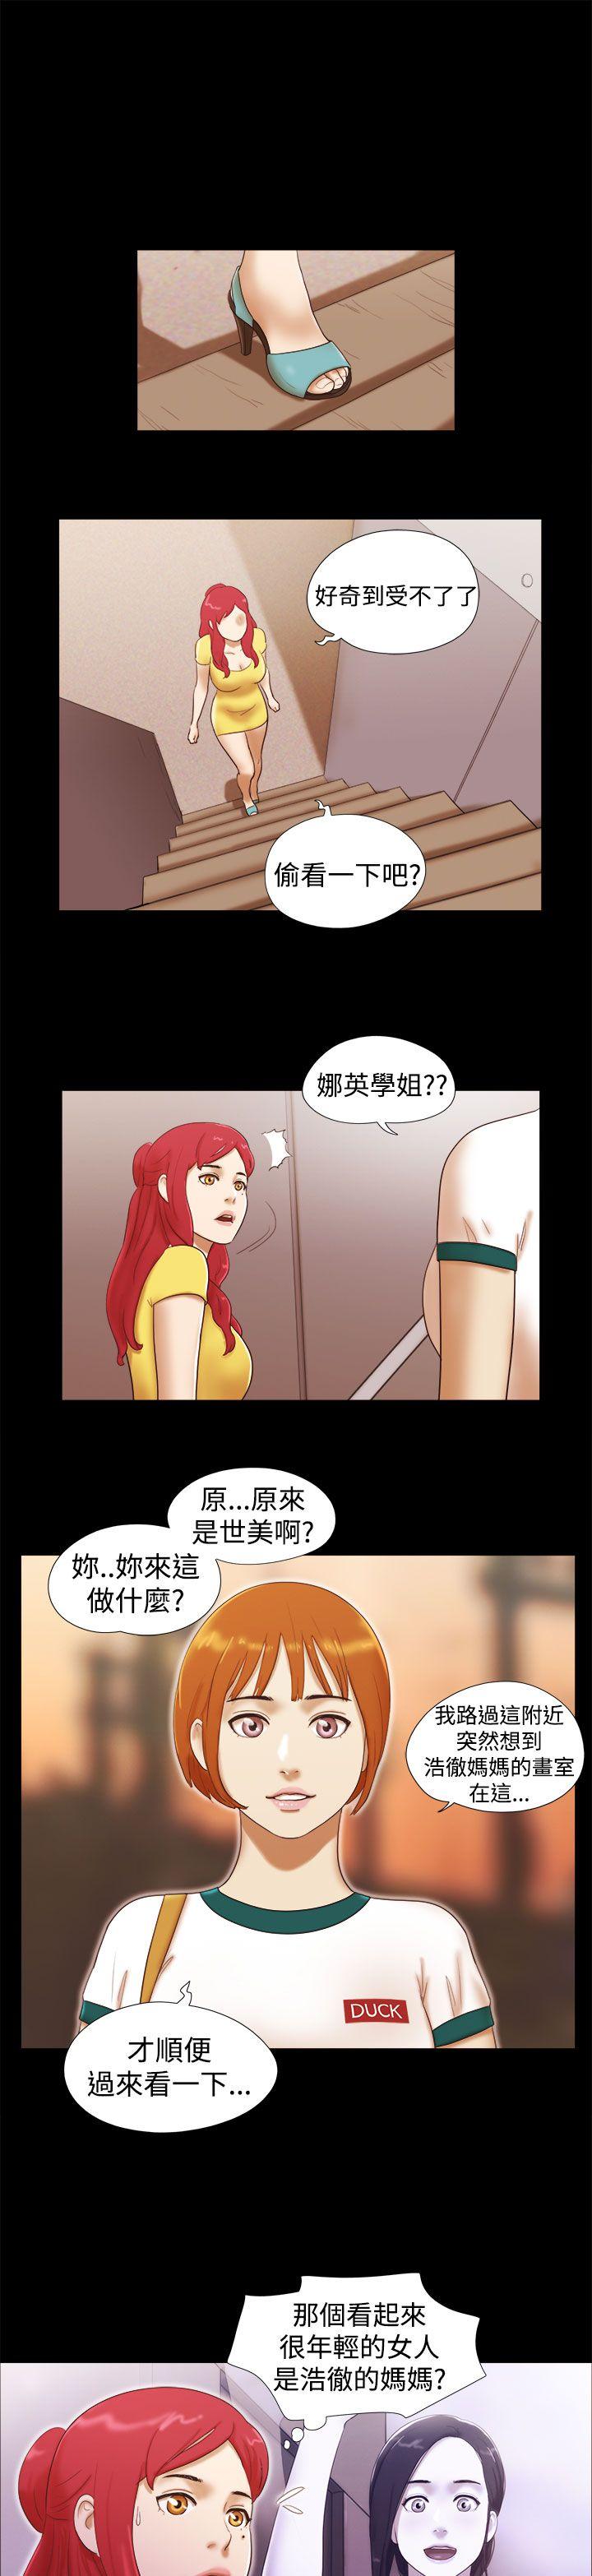 好奇到受不了了
偷看一下吧?
娜英學姐??
原...原來
是世美啊?
妳..妳來這
做什麼?
我路過這附近
突然想到
浩徹媽媽的畫室
在這...
DUCK
才順便
過來看一下...
那個看起來
很年輕的女人
是浩徹的媽媽?